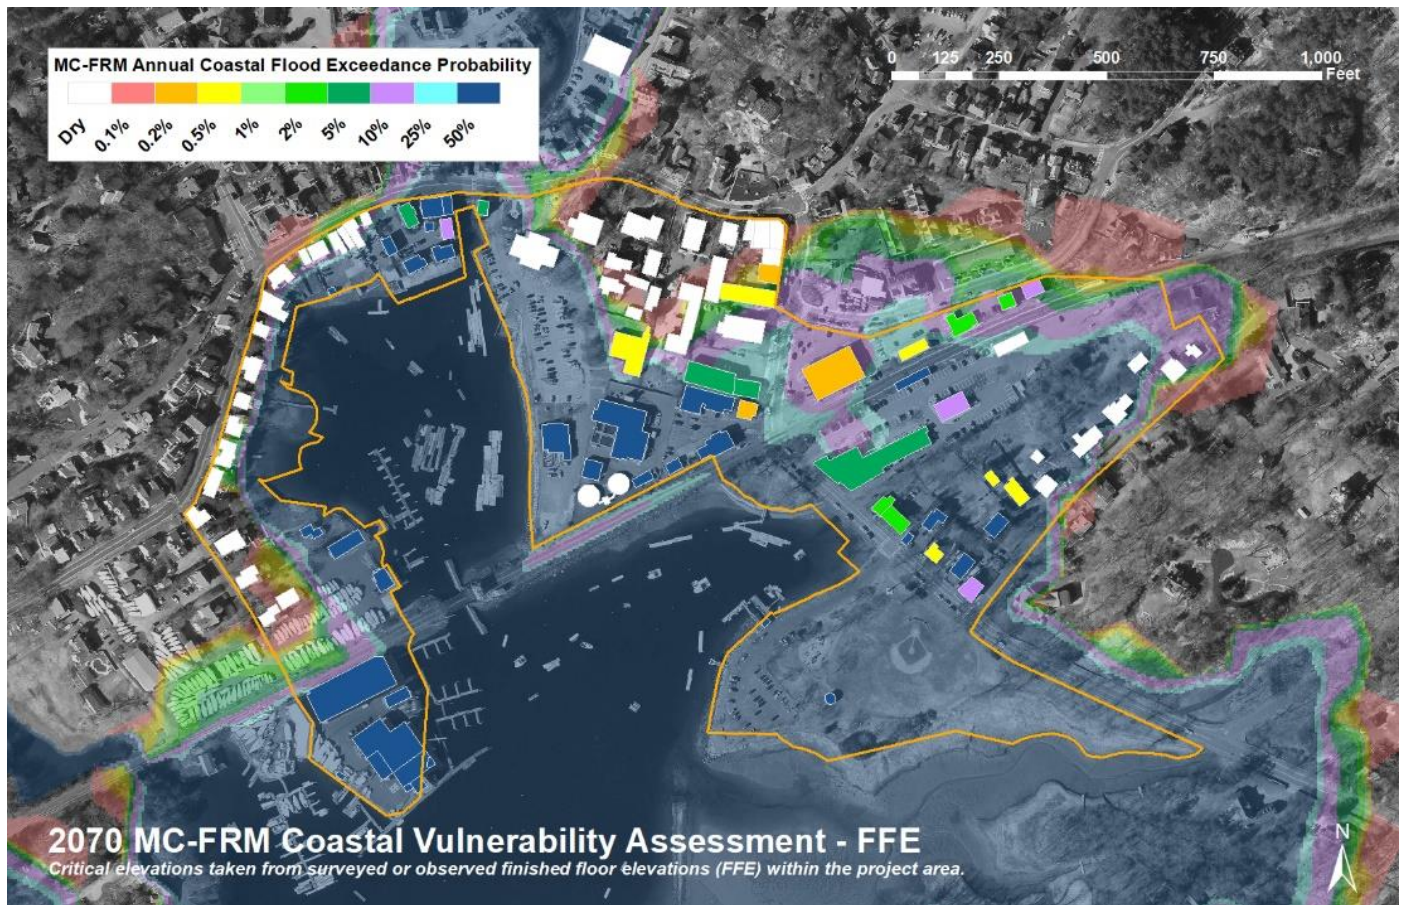 MC-FRM Annual Coastal Flood Exceedance Probability
Dry 0.1% 0.2% 0.5% 1% 2% 5% 10% 25% 50%
0 125 250 500 750 1,000
Feet
2070 MC-FRM Coastal Vulnerability Assessment - FFE
Critical elevations taken from surveyed or observed finished floor elevations (FFE) within the project area.
N